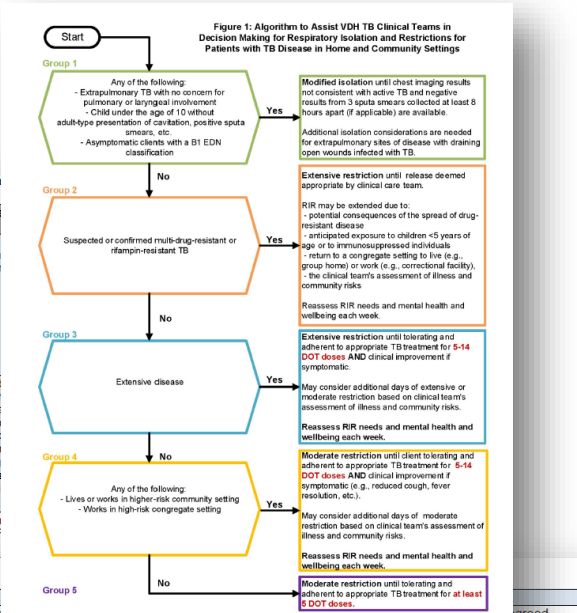 Figure 1: Algorithm to Assist VDH TB Clinical Teams in
Decision Making for Respiratory Isolation and Restrictions for
Patients with TB Disease in Home and Community Settings
Start
Group 1
Any of the following:
- Extrapulmonary TB with no concern for
pulmonary or laryngeal involvement
- Child under the age of 10 without
adult-type presentation of cavitation, positive sputa
smears, etc.
- Asymptomatic clients with a B1 EDN
classification
Yes
Modified isolation until chest imaging results
not consistent with active TB and negative
results from 3 sputa smears collected at least 8
hours apart (if applicable) are available.
Additional isolation considerations are needed
for extrapulmonary sites of disease with draining
open wounds infected with TB.
No
Group 2
Suspected or confirmed multi-drug-resistant or
rifampin-resistant TB
Yes
Extensive restriction until release deemed
appropriate by clinical care team.
RIR may be extended due to:
- potential consequences of the spread of drug-
resistant disease
- anticipated exposure to children <5 years of
age or to immunosuppressed individuals
- return to a congregate setting to live (e.g.,
group home) or work (e.g., correctional facility),
- the clinical team's assessment of illness and
community risks
Reassess RIR needs and mental health and
wellbeing each week.
No
Group 3
Extensive disease
Yes
Extensive restriction until tolerating and
adherent to appropriate TB treatment for 5-14
DOT doses AND clinical improvement if
symptomatic.
May consider additional days of extensive or
moderate restriction based on clinical team's
assessment of illness and community risks.
Reassess RIR needs and mental health and
wellbeing each week.
No
Group 4
Any of the following:
- Lives or works in higher-risk community setting
- Works in high-risk congregate setting
Yes
Moderate restriction until client tolerating and
adherent to appropriate TB treatment for 5-14
DOT doses AND clinical improvement if
symptomatic (e.g., reduced cough, fever
resolution, etc.).
May consider additional days of moderate
restriction based on clinical team's assessment of
illness and community risks.
Reassess RIR needs and mental health and
wellbeing each week.
No
Group 5
Moderate restriction until tolerating and
adherent to appropriate TB treatment for at least
5 DOT doses.